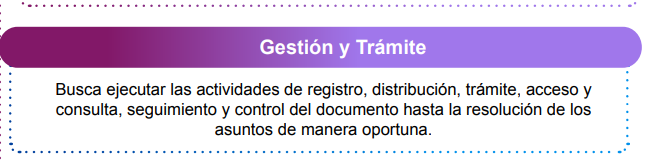 Gestión y Trámite
Busca ejecutar las actividades de registro, distribución, trámite, acceso y
consulta, seguimiento y control del documento hasta la resolución de los
asuntos de manera oportuna.